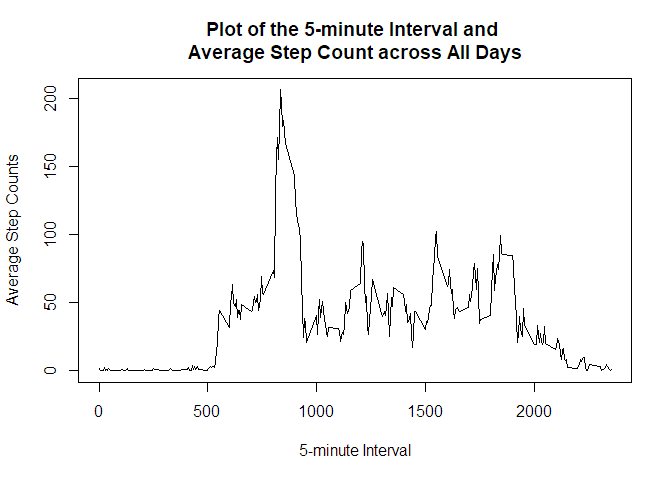 Plot of the 5-minute Interval and
Average Step Count across All Days
Average Step Counts
200
150
100
50
0
0 500 1000 1500 2000
5-minute Interval